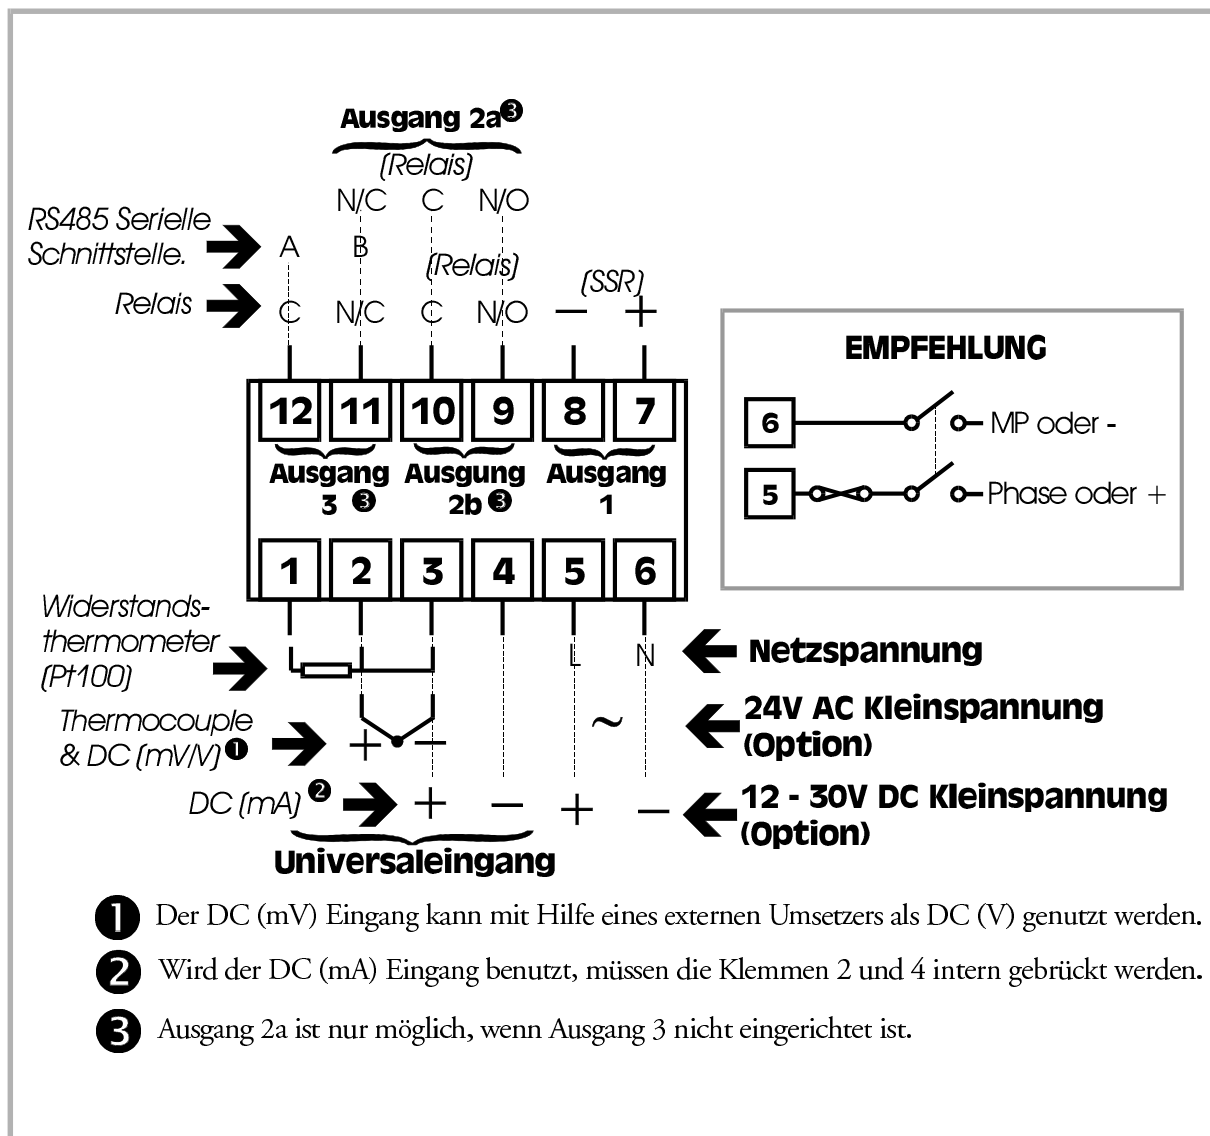 Ausgang 2a❸
(Relais)
N/C C N/O
RS485 Serielle
Schnittstelle.
A B
(Relais)
(SSR)
Relais
C N/C C N/O − +
12 11 10 9 8 7
Ausgang
3 ❸
Ausgung
2b❸
Ausgang
1
1 2 3 4 5 6
EMPFEHLUNG
6 MP oder -
5 Phase oder +
Widerstands-
thermometer
(Pt100)
L N
Netzspannung
Thermocouple
& DC (mV/V)❶
+ −
~
24V AC Kleinspannung
(Option)
DC (mA) ❷
+ − + −
12 - 30V DC Kleinspannung
(Option)
Universaleingang
❶ Der DC (mV) Eingang kann mit Hilfe eines externen Umsetzers als DC (V) genutzt werden.
❷ Wird der DC (mA) Eingang benutzt, müssen die Klemmen 2 und 4 intern gebrückt werden.
❸ Ausgang 2a ist nur möglich, wenn Ausgang 3 nicht eingerichtet ist.